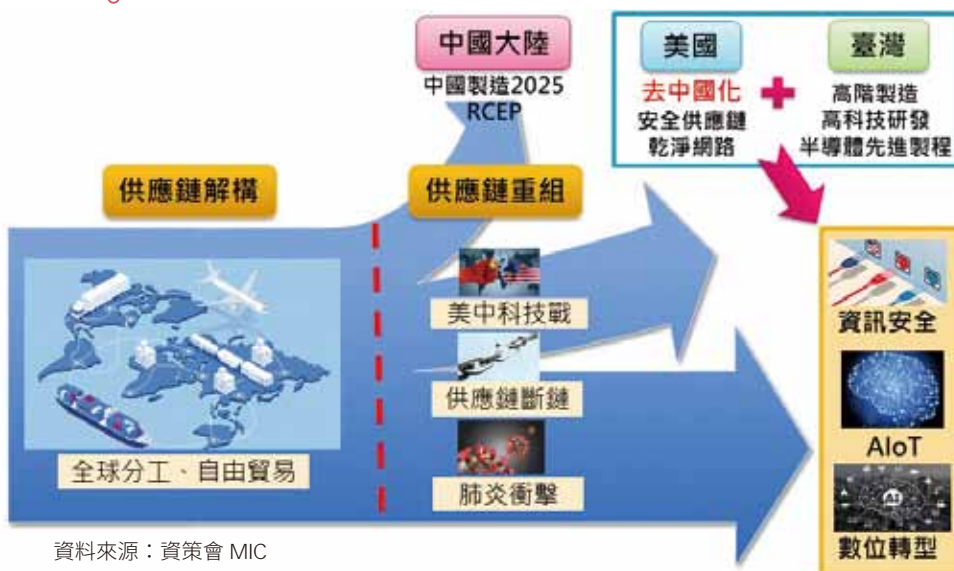 中國大陸
中國製造2025
RCEP
美國
去中國化
安全供應鏈
乾淨網路
臺灣
高階製造
高科技研發
半導體先進製程
供應鏈解構
供應鏈重組
全球分工、自由貿易
美中科技戰
供應鏈斷鏈
肺炎衝擊
資訊安全
AIoT
AI
數位轉型
資料來源：資策會 MIC